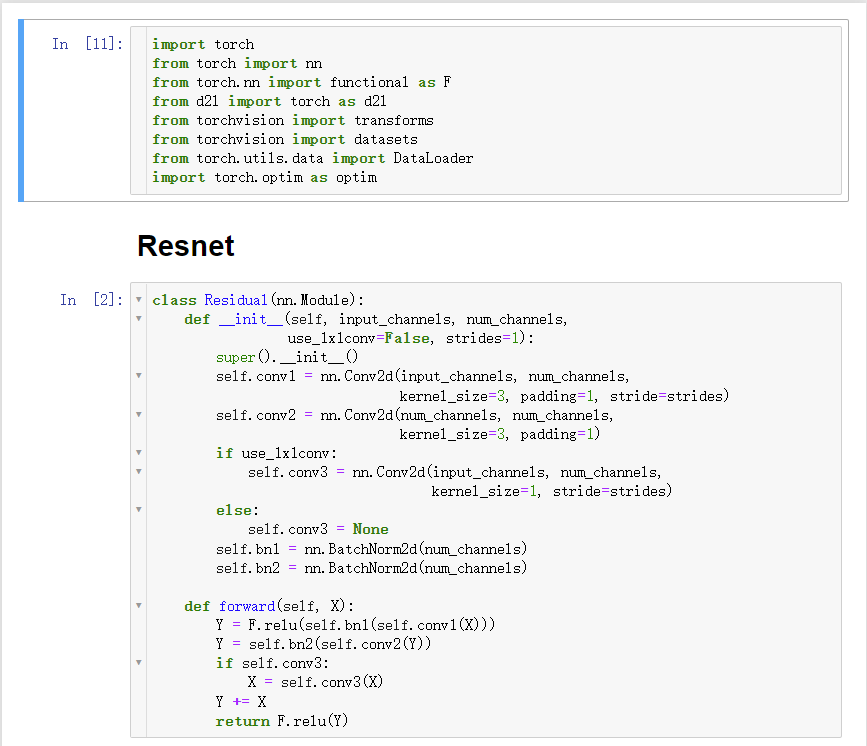 In [11]:
import torch
from torch import nn
from torch.nn import functional as F
from d2l import torch as d2l
from torchvision import transforms
from torchvision import datasets
from torch.utils.data import DataLoader
import torch.optim as optim
Resnet
In [2]:
class Residual(nn.Module):
    def __init__(self, input_channels, num_channels,
                 use_1x1conv=False, strides=1):
        super().__init__()
        self.conv1 = nn.Conv2d(input_channels, num_channels,
                               kernel_size=3, padding=1, stride=strides)
        self.conv2 = nn.Conv2d(num_channels, num_channels,
                               kernel_size=3, padding=1)
        if use_1x1conv:
            self.conv3 = nn.Conv2d(input_channels, num_channels,
                                   kernel_size=1, stride=strides)
        else:
            self.conv3 = None
        self.bn1 = nn.BatchNorm2d(num_channels)
        self.bn2 = nn.BatchNorm2d(num_channels)
    def forward(self, X):
        Y = F.relu(self.bn1(self.conv1(X)))
        Y = self.bn2(self.conv2(Y))
        if self.conv3:
            X = self.conv3(X)
        Y += X
        return F.relu(Y)